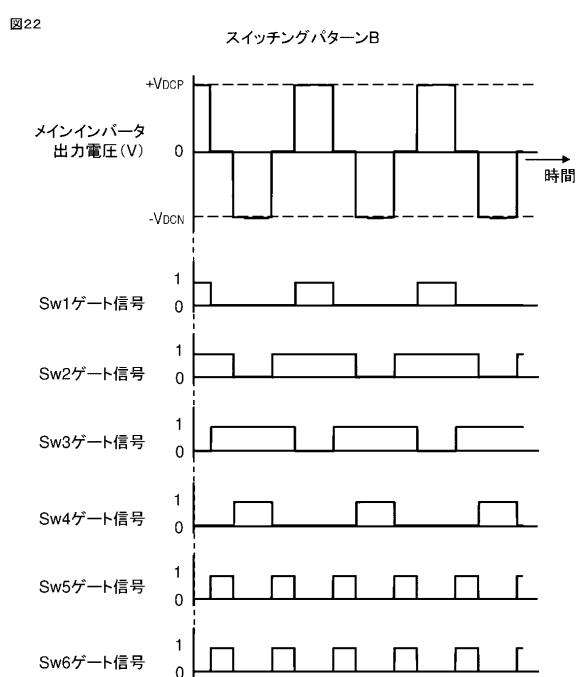 図22
スイッチングパターンB
+VDCP
メインインバータ
出力電圧(V)
0
時間
-VDCN
1
Sw1ゲート信号
0
1
Sw2ゲート信号
0
1
Sw3ゲート信号
0
1
Sw4ゲート信号
0
1
Sw5ゲート信号
0
1
Sw6ゲート信号
0